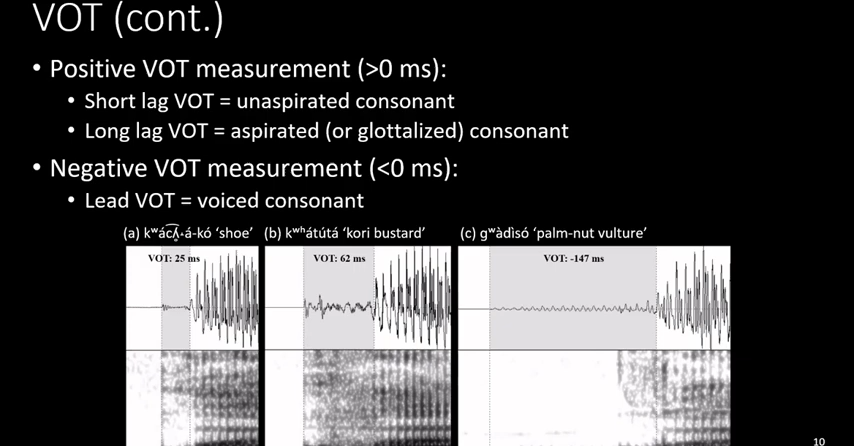 VOT (cont.)
• Positive VOT measurement (>0 ms):
• Short lag VOT = unaspirated consonant
• Long lag VOT = aspirated (or glottalized) consonant
• Negative VOT measurement (<0 ms):
• Lead VOT = voiced consonant
(a) ‘shoe’ (b) kʷʰátútá ‘kori bustard’ (c) gʷàdìsó ‘palm-nut vulture’
VOT: 25 ms VOT: 62 ms VOT: -147 ms
10